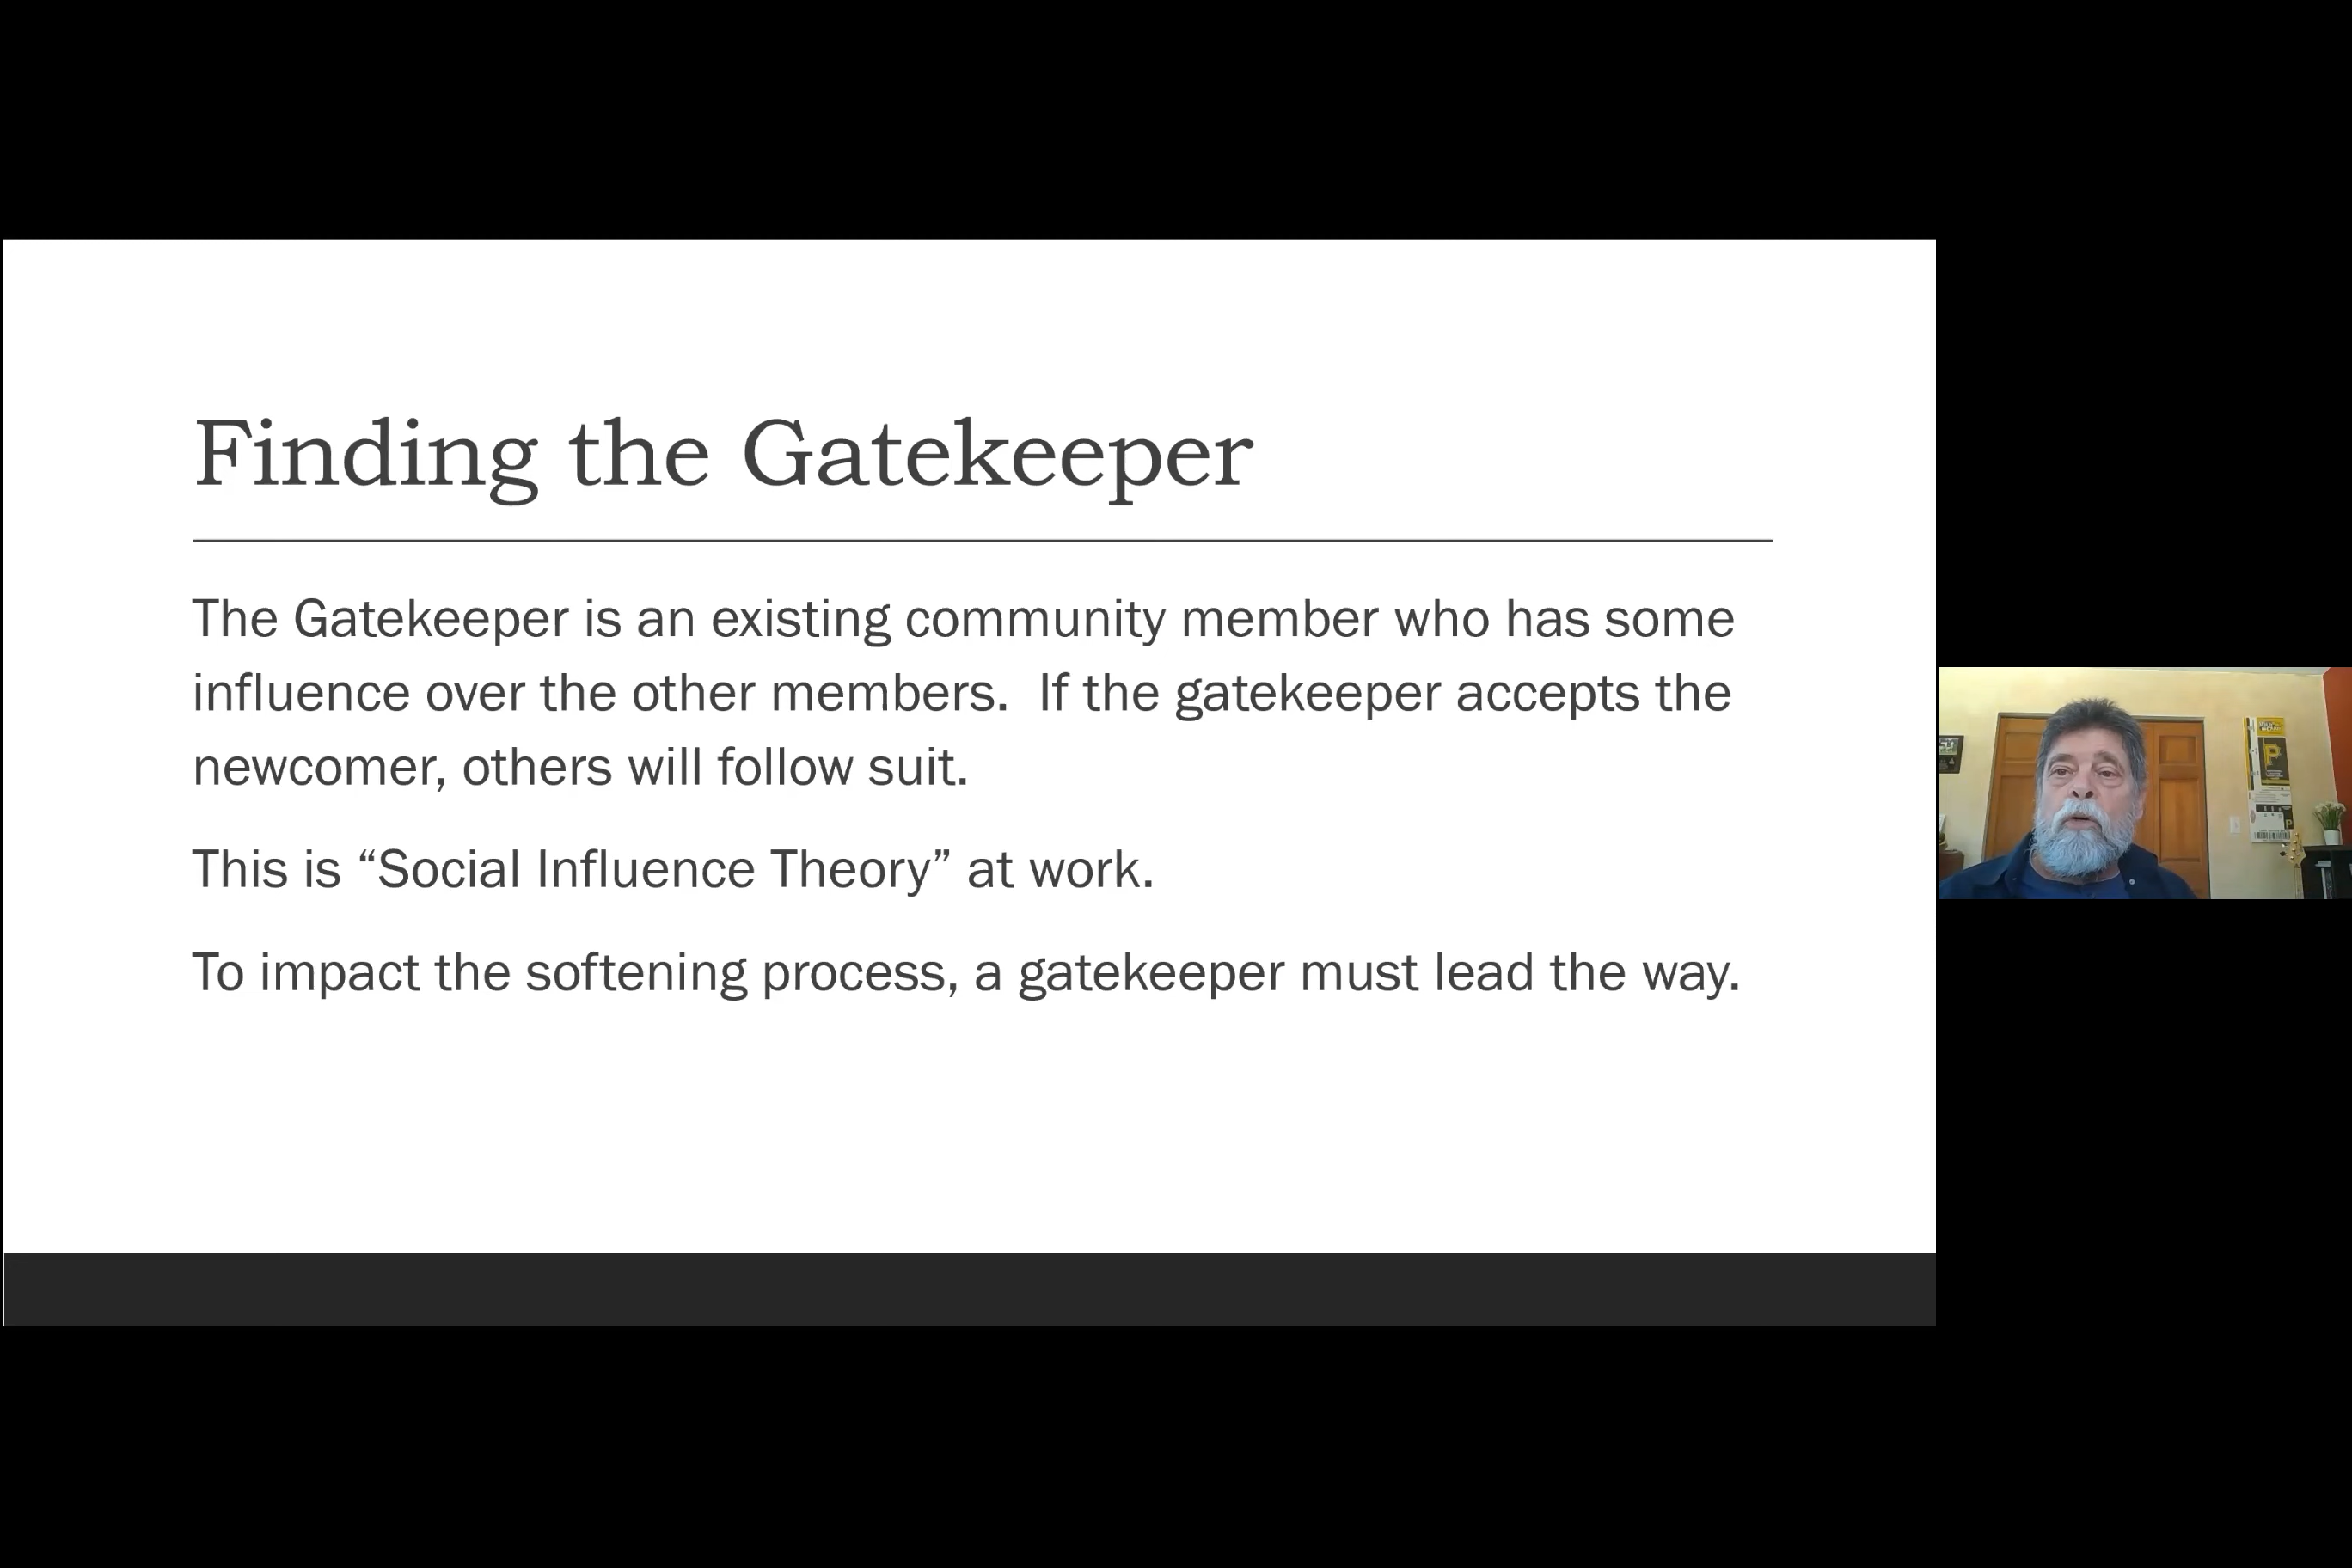 Finding the Gatekeeper
The Gatekeeper is an existing community member who has some
influence over the other members.  If the gatekeeper accepts the
newcomer, others will follow suit.
This is “Social Influence Theory” at work.
To impact the softening process, a gatekeeper must lead the way.
P
P